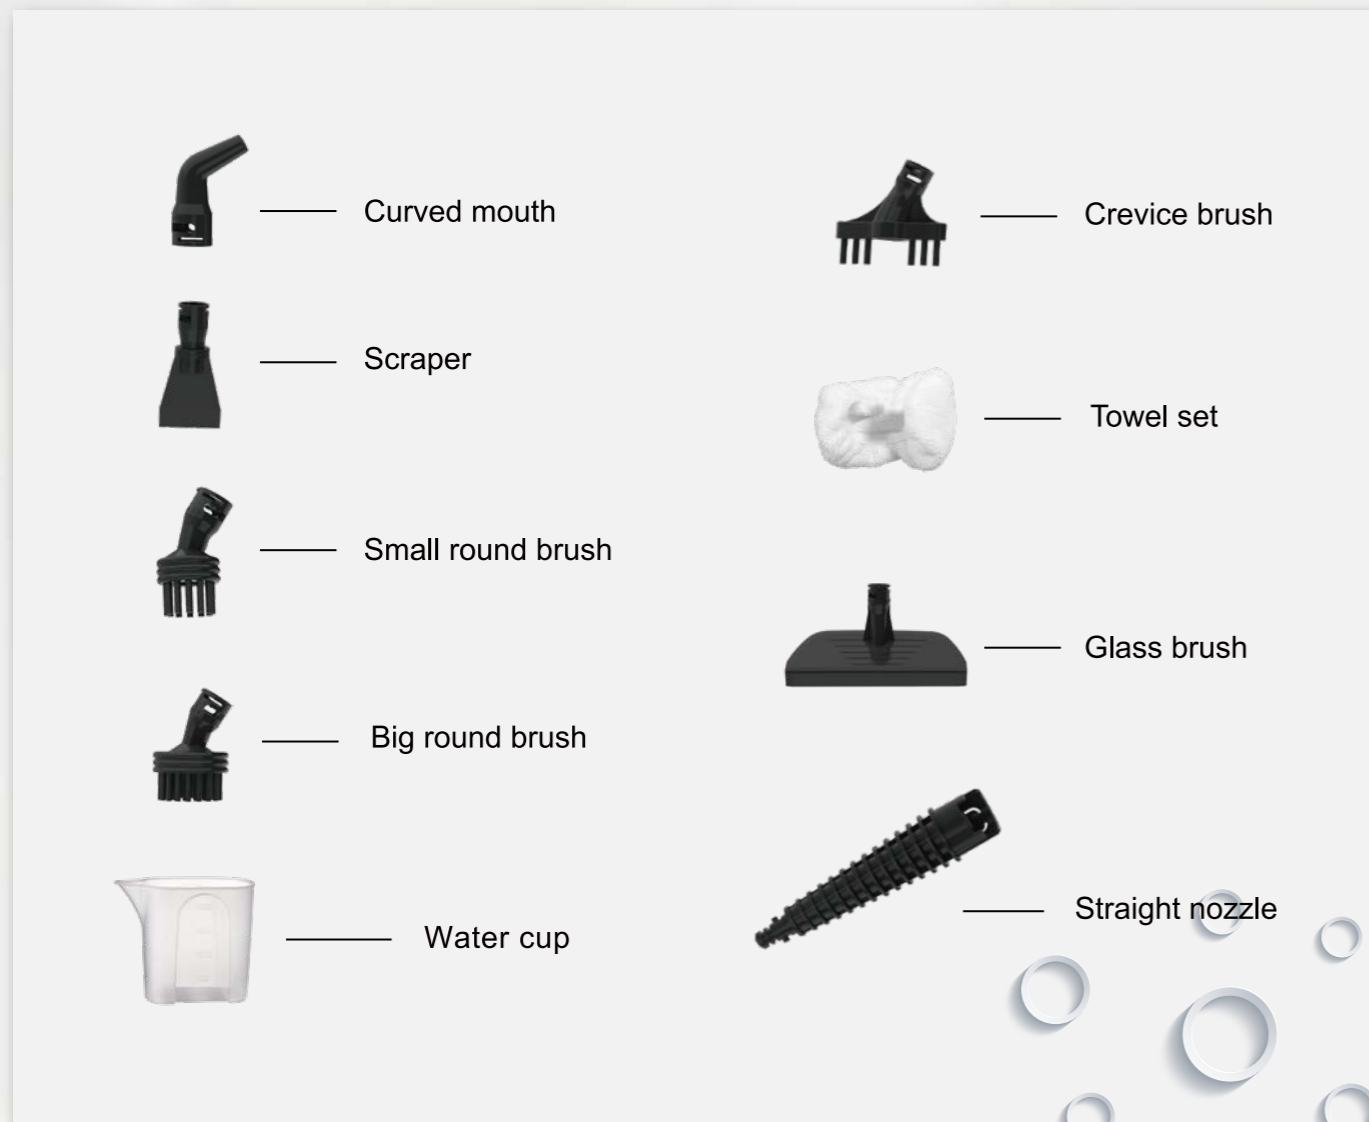 Curved mouth
Scraper
Small round brush
Big round brush
Water cup
Crevice brush
Towel set
Glass brush
Straight nozzle